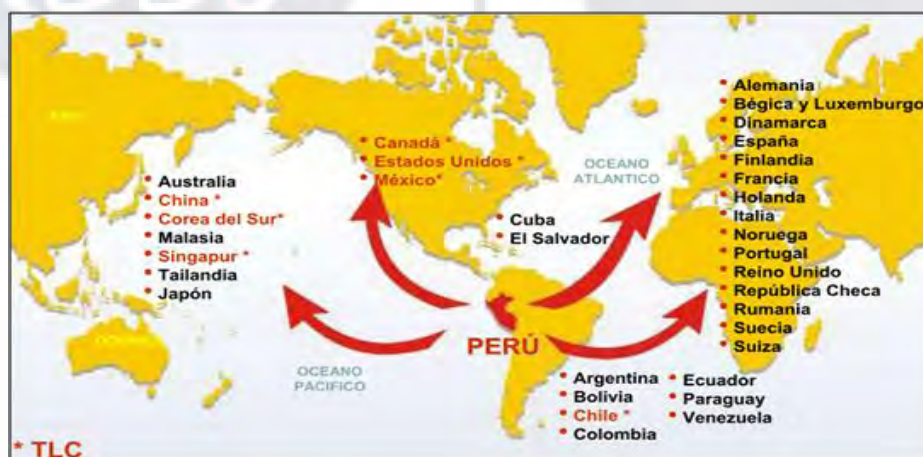 • Alemania
• Bégica y Luxemburgo
• Dinamarca
• España
• Finlandia
• Francia
• Holanda
• Italia
• Noruega
• Portugal
• Reino Unido
• República Checa
• Rumania
• Suecia
• Suiza
• Canadá *
• Estados Unidos *
• México*
OCEANO
ATLANTICO
• Australia
• China *
• Corea del Sur*
• Malasia
• Singapur *
• Tailandia
• Japón
• Cuba
• El Salvador
PERÚ
OCEANO
PACIFICO
• Argentina
• Bolivia
• Chile *
• Colombia
• Ecuador
• Paraguay
• Venezuela
* TLC